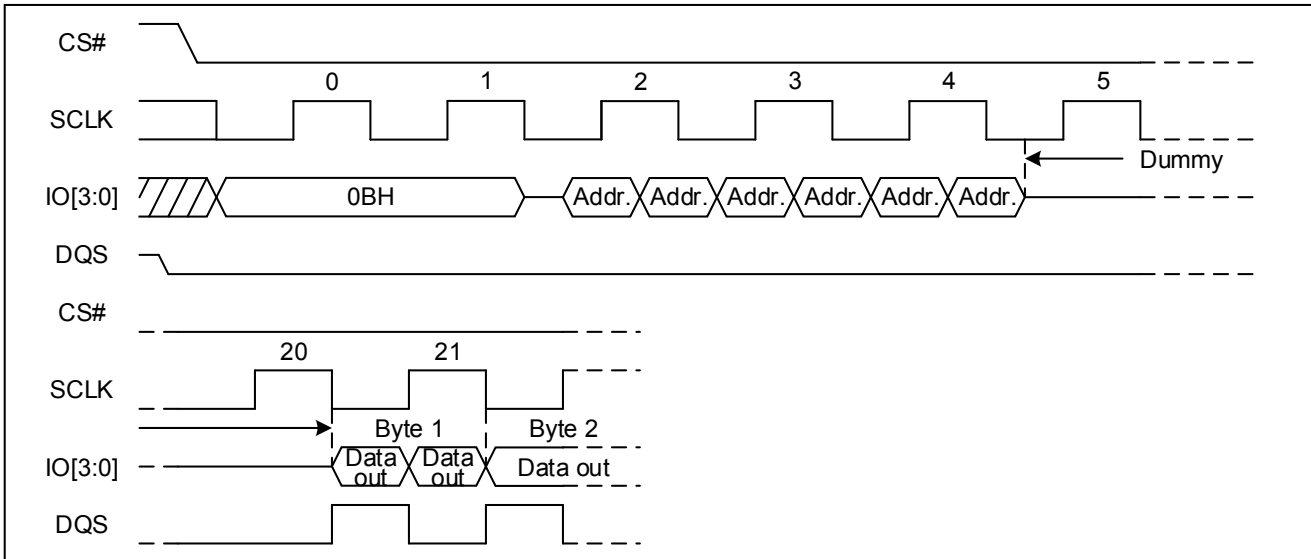 CS#
0 1 2 3 4 5
SCLK
Dummy
IO[3:0] 0BH Addr. Addr. Addr. Addr. Addr. Addr.
DQS
CS#
20 21
SCLK
Byte 1 Byte 2
IO[3:0] Data out Data out Data out
DQS